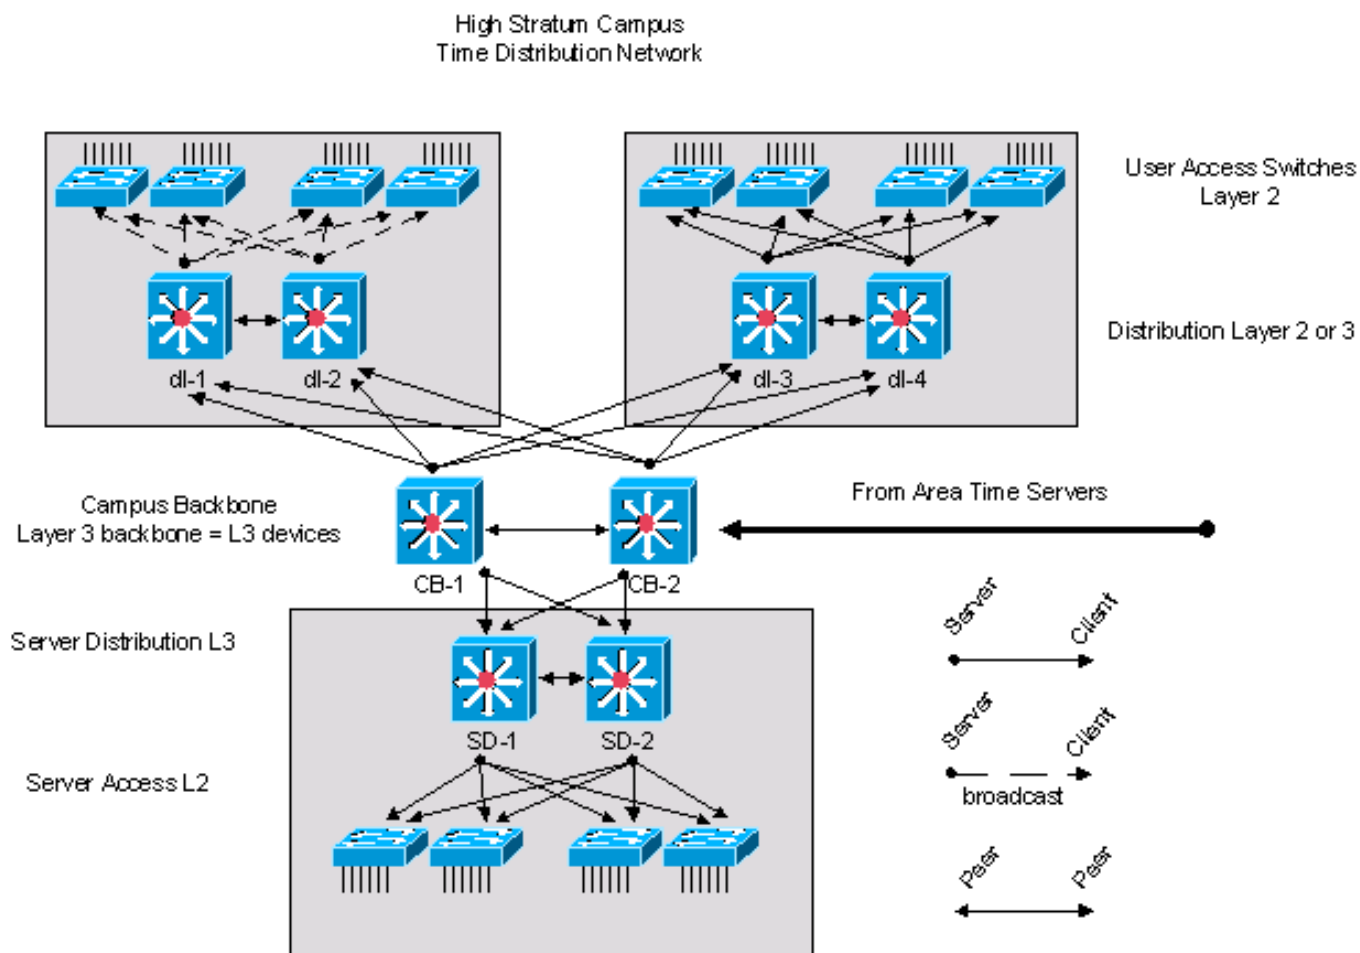 High Stratum Campus
Time Distribution Network
User Access Switches
Layer 2
Distribution Layer 2 or 3
dl-1
dl-2
dl-3
dl-4
Campus Backbone
Layer 3 backbone = L3 devices
From Area Time Servers
CB-1
CB-2
Server Distribution L3
SD-1
SD-2
Server Access L2
Server
Client
Server
Client
broadcast
Peer
Peer